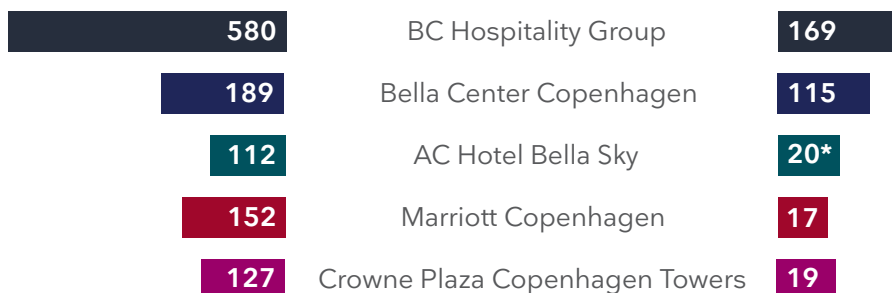 580 BC Hospitality Group 169
189 Bella Center Copenhagen 115
112 AC Hotel Bella Sky 20*
152 Marriott Copenhagen 17
127 Crowne Plaza Copenhagen Towers 19